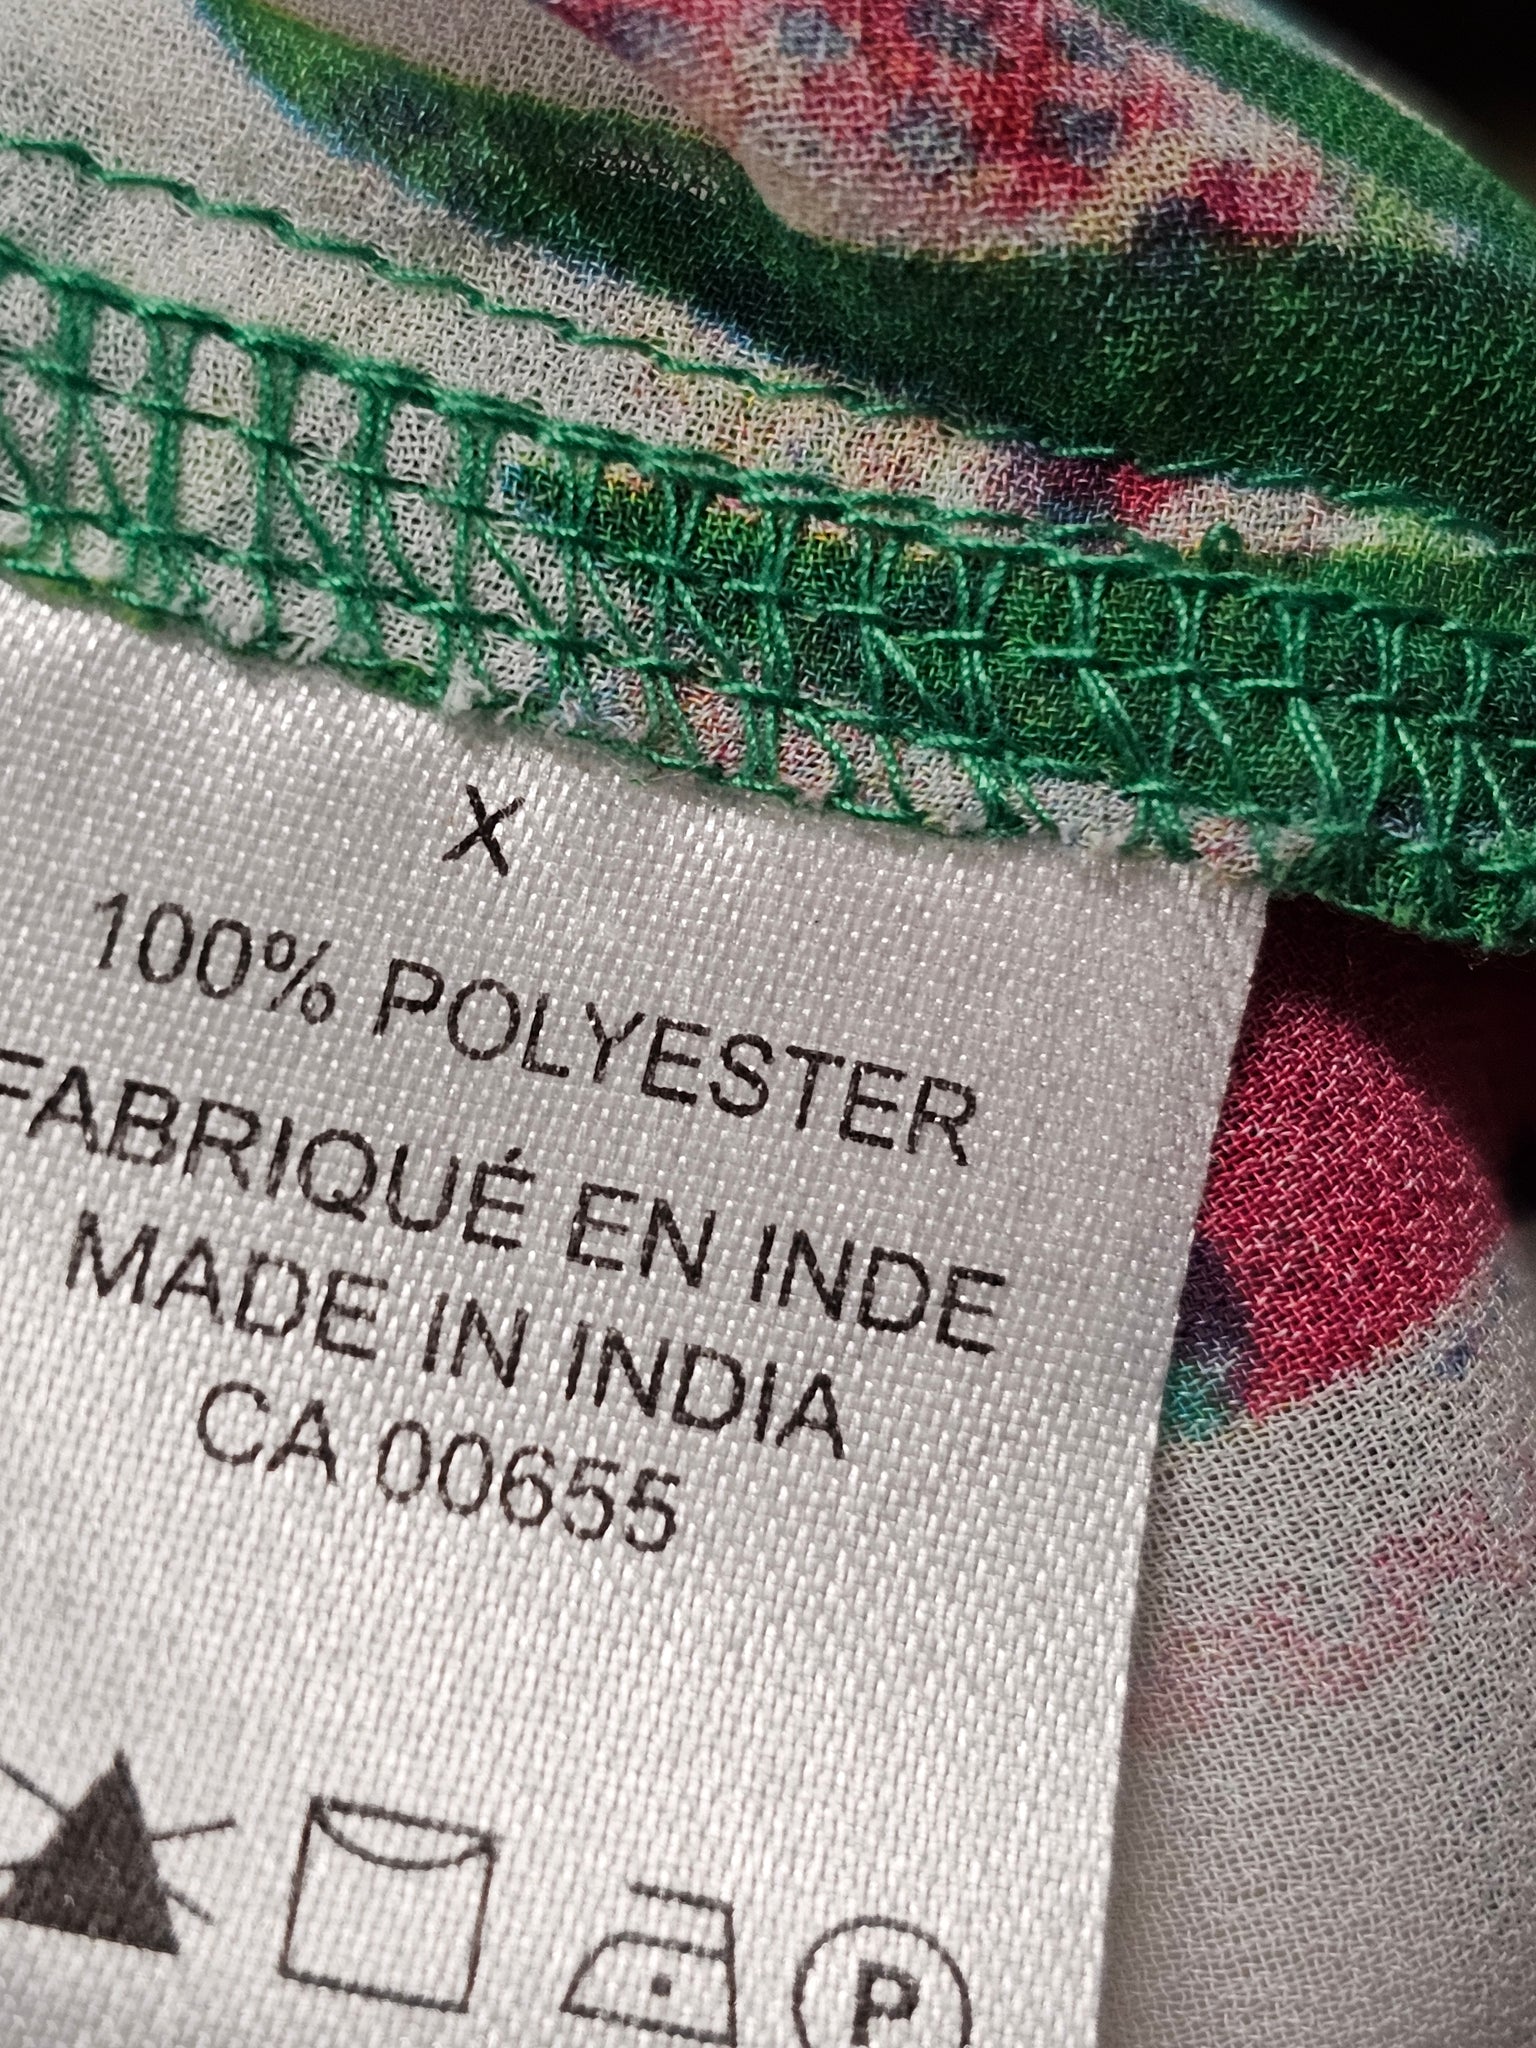 X
100% POLYESTER
FABRIQUÉ EN INDE
MADE IN INDIA
CA 00655
P